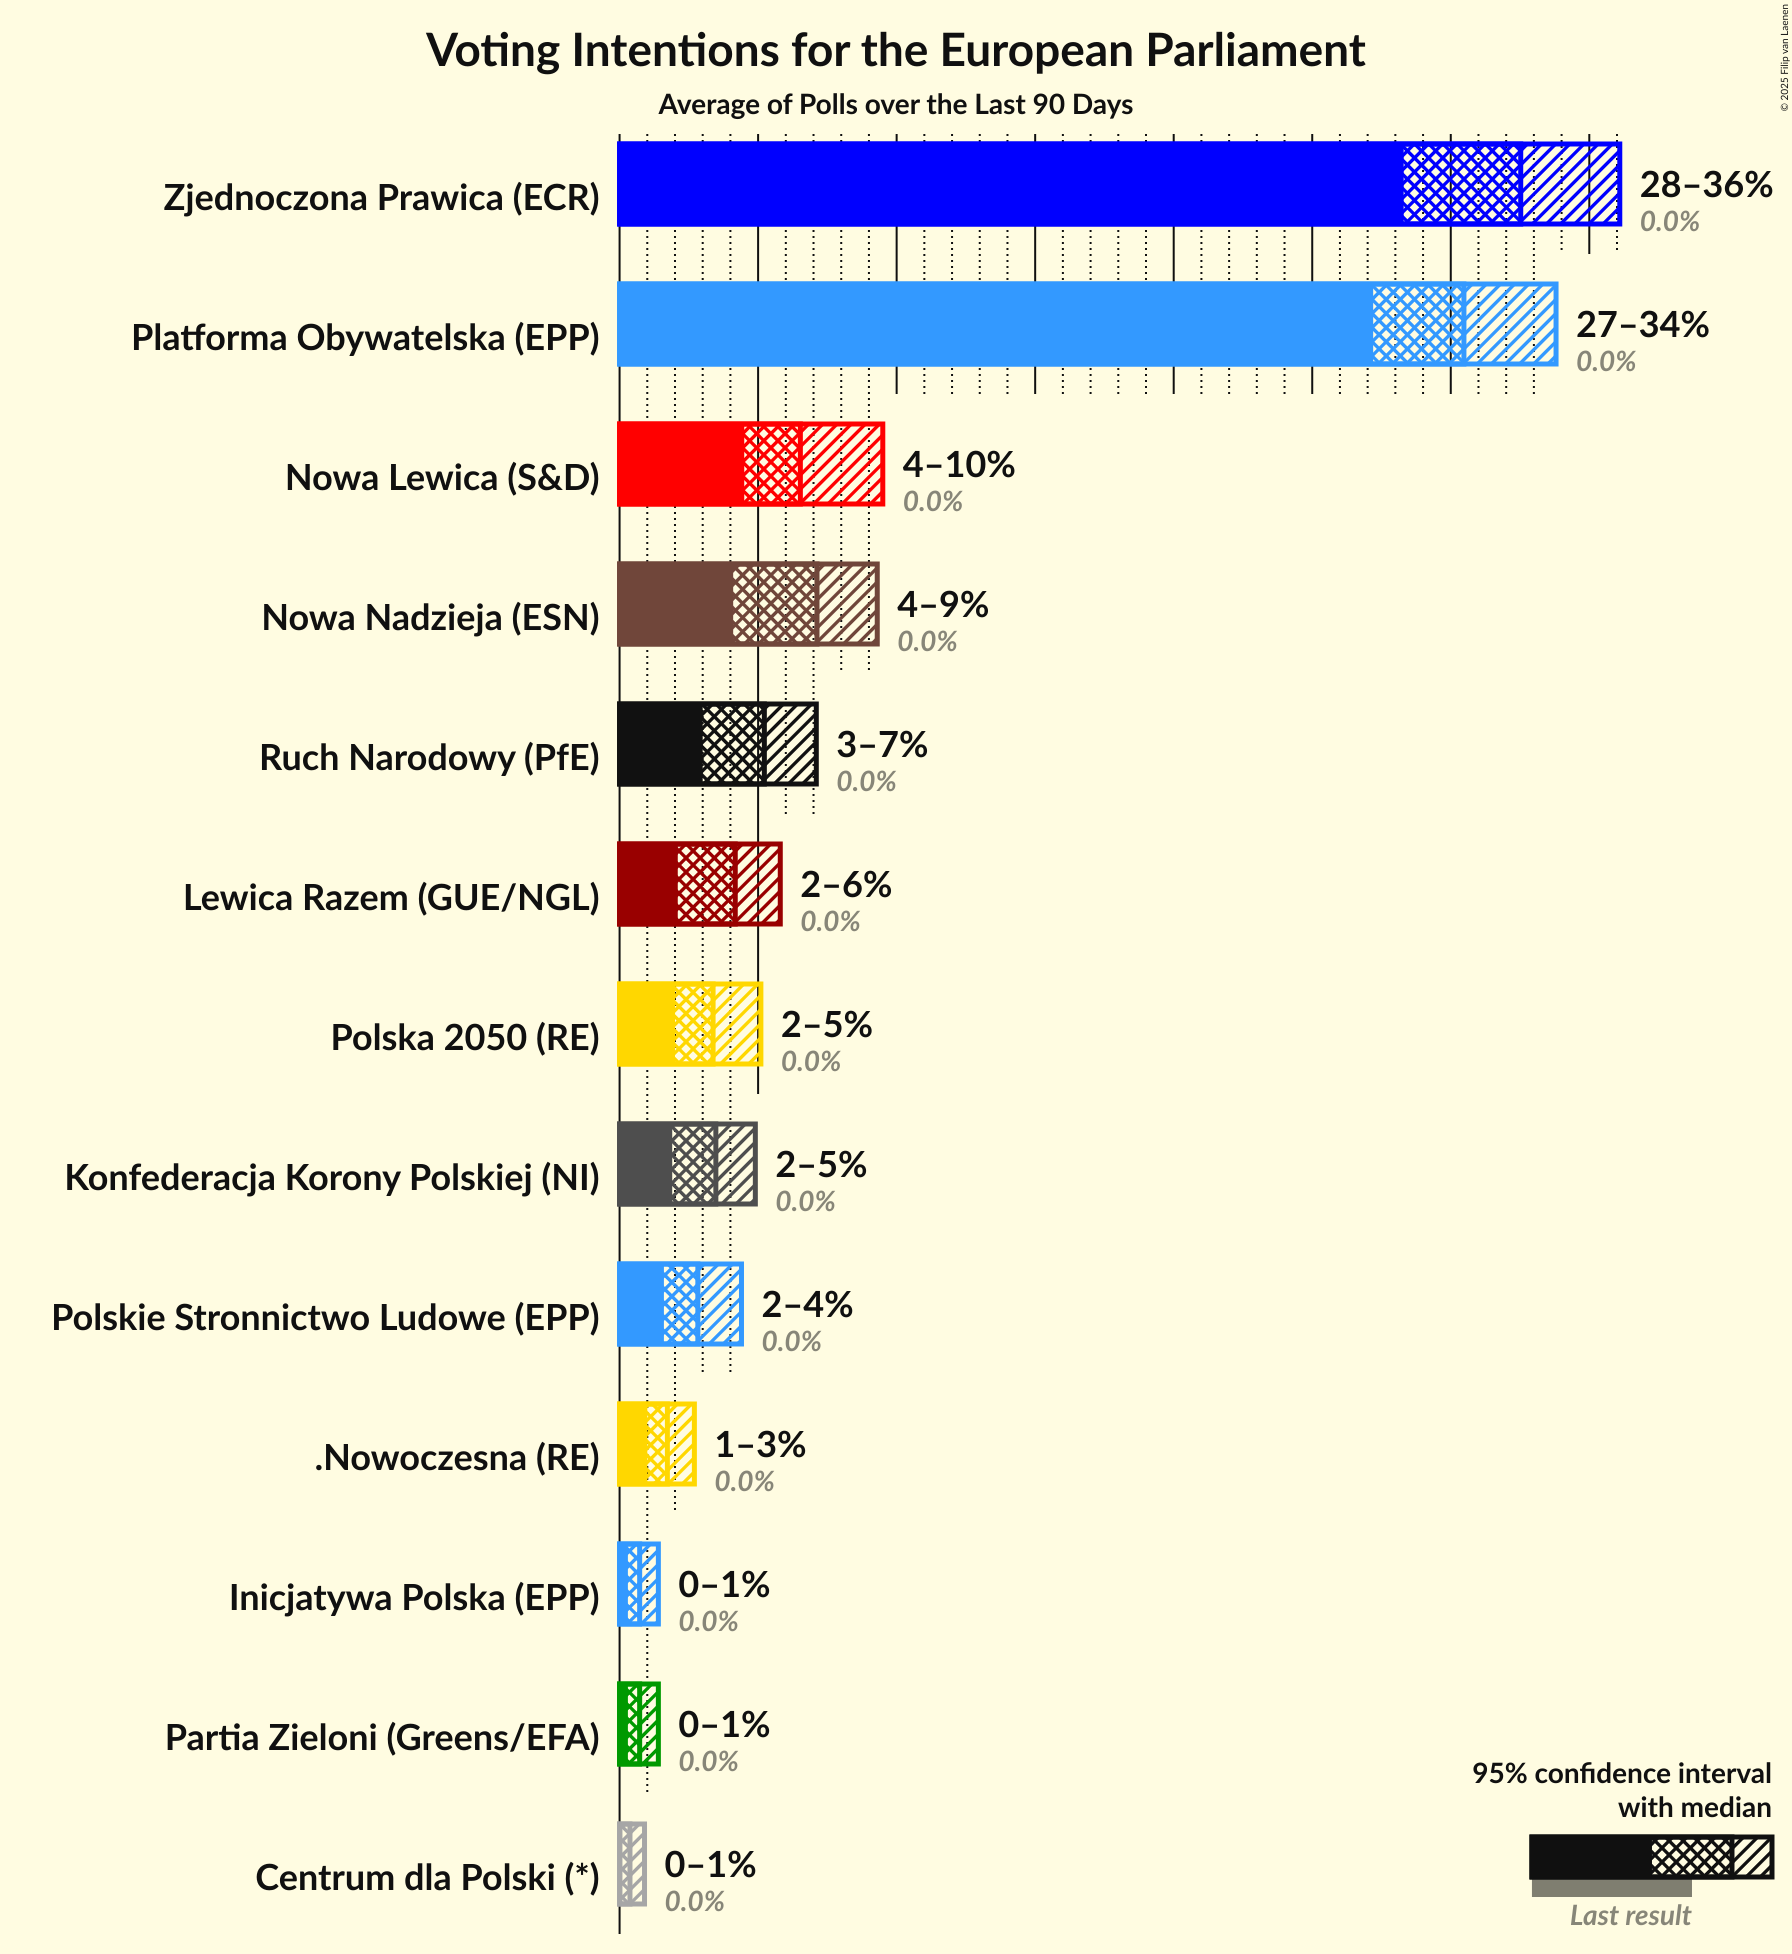 Voting Intentions for the European Parliament
Average of Polls over the Last 90 Days
© 2025 Filip van Laenen
Zjednoczona Prawica (ECR)
28–36%
0.0%
Platforma Obywatelska (EPP)
27–34%
0.0%
Nowa Lewica (S&D)
4–10%
0.0%
Nowa Nadzieja (ESN)
4–9%
0.0%
Ruch Narodowy (PfE)
3–7%
0.0%
Lewica Razem (GUE/NGL)
2–6%
0.0%
Polska 2050 (RE)
2–5%
0.0%
Konfederacja Korony Polskiej (NI)
2–5%
0.0%
Polskie Stronnictwo Ludowe (EPP)
2–4%
0.0%
.Nowoczesna (RE)
1–3%
0.0%
Inicjatywa Polska (EPP)
0–1%
0.0%
Partia Zieloni (Greens/EFA)
0–1%
0.0%
Centrum dla Polski (*)
0–1%
0.0%
95% confidence interval
with median
Last result